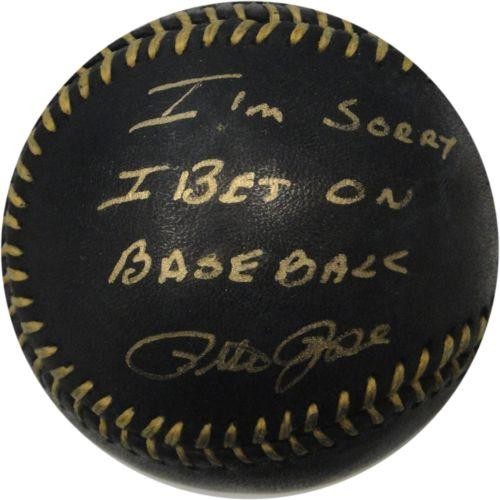 I'm Sorry
I Bet on
Baseball
Pete Rose